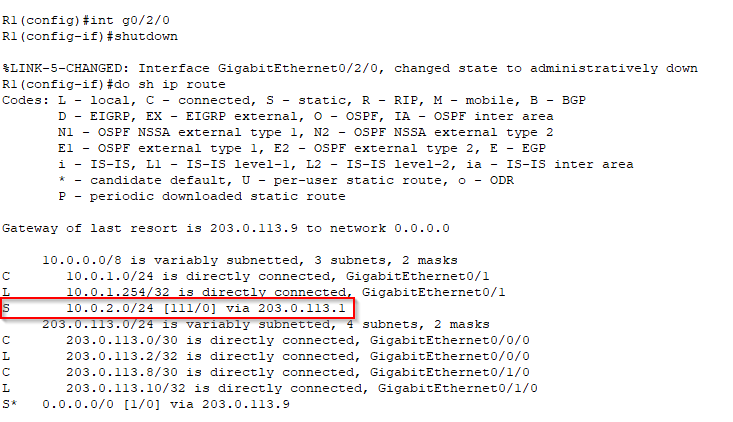 R1(config)#int g0/2/0
R1(config-if)#shutdown
%LINK-5-CHANGED: Interface GigabitEthernet0/2/0, changed state to administratively down
R1(config-if)#do sh ip route
Codes: L - local, C - connected, S - static, R - RIP, M - mobile, B - BGP
D - EIGRP, EX - EIGRP external, O - OSPF, IA - OSPF inter area
N1 - OSPF NSSA external type 1, N2 - OSPF NSSA external type 2
E1 - OSPF external type 1, E2 - OSPF external type 2, E - EGP
i - IS-IS, L1 - IS-IS level-1, L2 - IS-IS level-2, ia - IS-IS inter area
* - candidate default, U - per-user static route, o - ODR
P - periodic downloaded static route
Gateway of last resort is 203.0.113.9 to network 0.0.0.0
10.0.0.0/8 is variably subnetted, 3 subnets, 2 masks
C 10.0.1.0/24 is directly connected, GigabitEthernet0/1
L 10.0.1.254/32 is directly connected, GigabitEthernet0/1
S 10.0.2.0/24 [111/0] via 203.0.113.1
203.0.113.0/24 is variably subnetted, 4 subnets, 2 masks
C 203.0.113.0/30 is directly connected, GigabitEthernet0/0/0
L 203.0.113.2/32 is directly connected, GigabitEthernet0/0/0
C 203.0.113.8/30 is directly connected, GigabitEthernet0/1/0
L 203.0.113.10/32 is directly connected, GigabitEthernet0/1/0
S* 0.0.0.0/0 [1/0] via 203.0.113.9